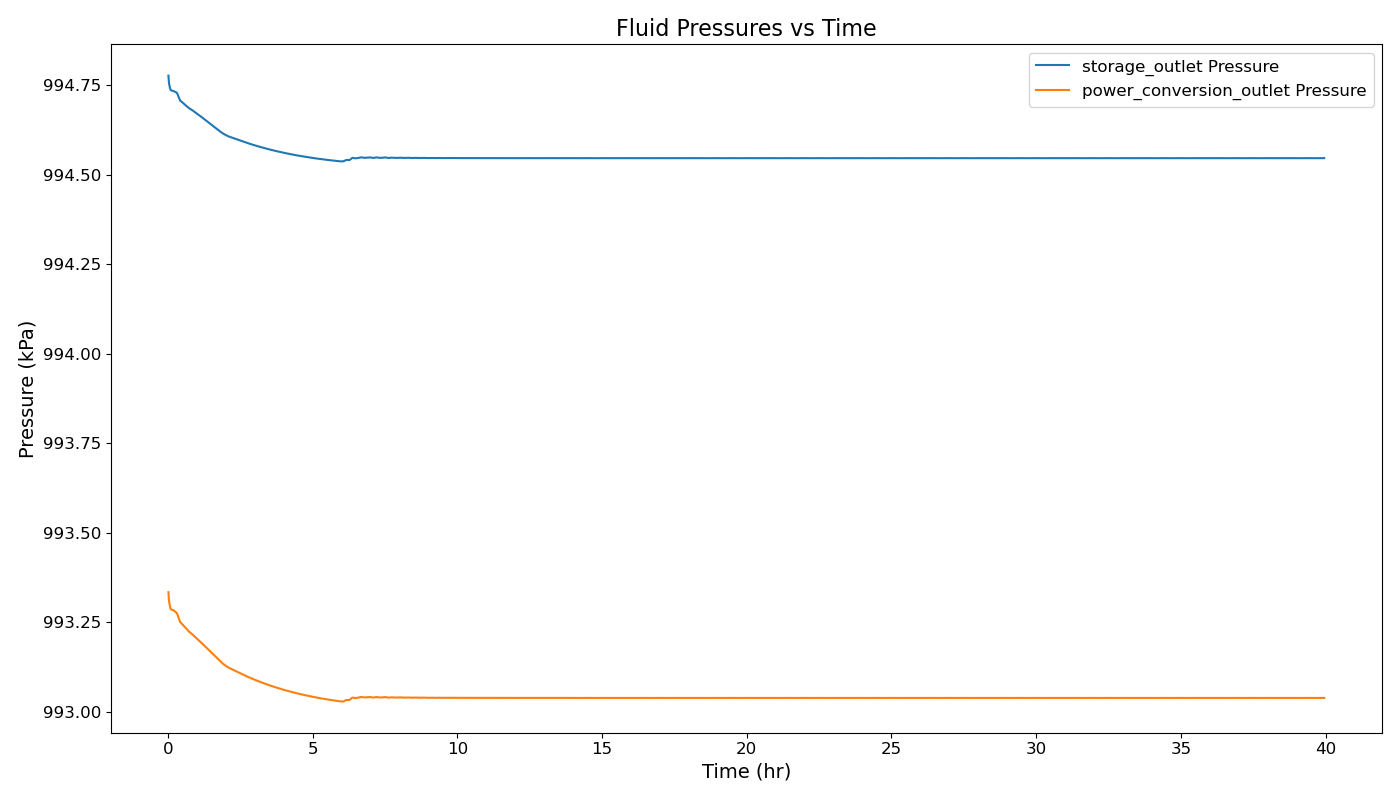 Fluid Pressures vs Time
storage_outlet Pressure
power_conversion_outlet Pressure
Pressure (kPa)
994.75
994.50
994.25
994.00
993.75
993.50
993.25
993.00
0 5 10 15 20 25 30 35 40
Time (hr)